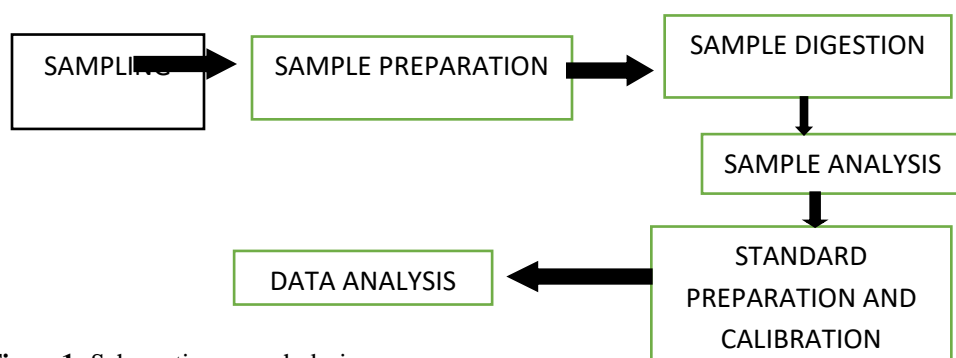 SAMPLING
SAMPLE PREPARATION
SAMPLE DIGESTION
SAMPLE ANALYSIS
STANDARD
PREPARATION AND
CALIBRATION
DATA ANALYSIS